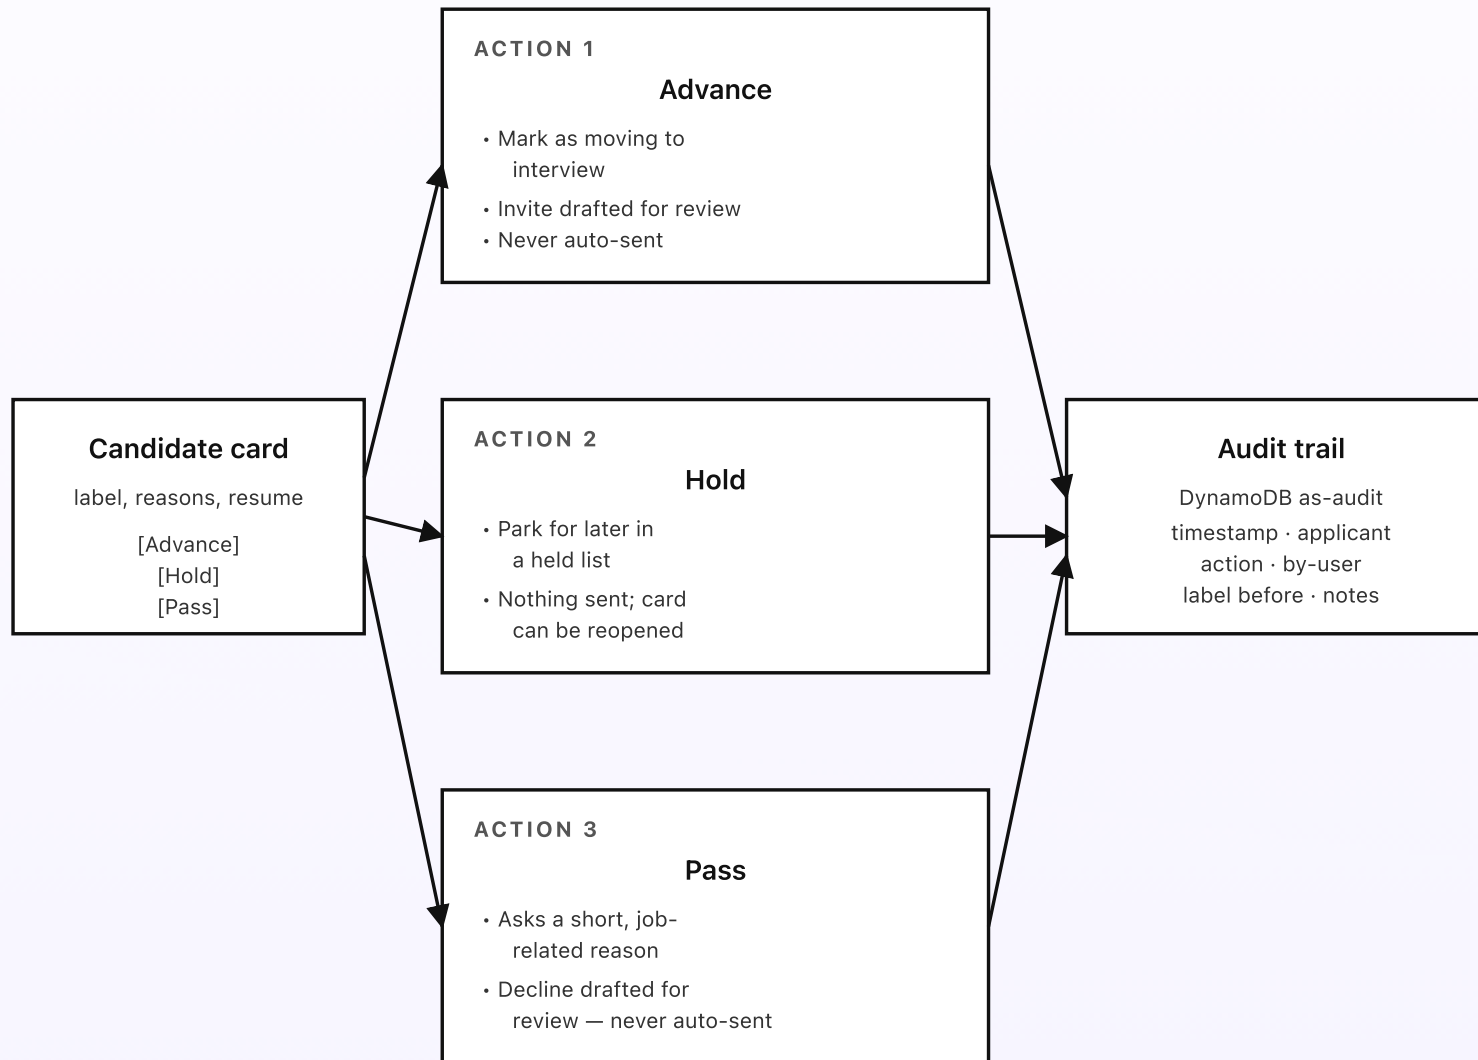 ACTION 1
Advance
• Mark as moving to
interview
• Invite drafted for review
• Never auto-sent
Candidate card
label, reasons, resume
[Advance]
[Hold]
[Pass]
ACTION 2
Hold
• Park for later in
a held list
• Nothing sent; card
can be reopened
Audit trail
DynamoDB as-audit
timestamp · applicant
action · by-user
label before · notes
ACTION 3
Pass
• Asks a short, job-
related reason
• Decline drafted for
review — never auto-sent